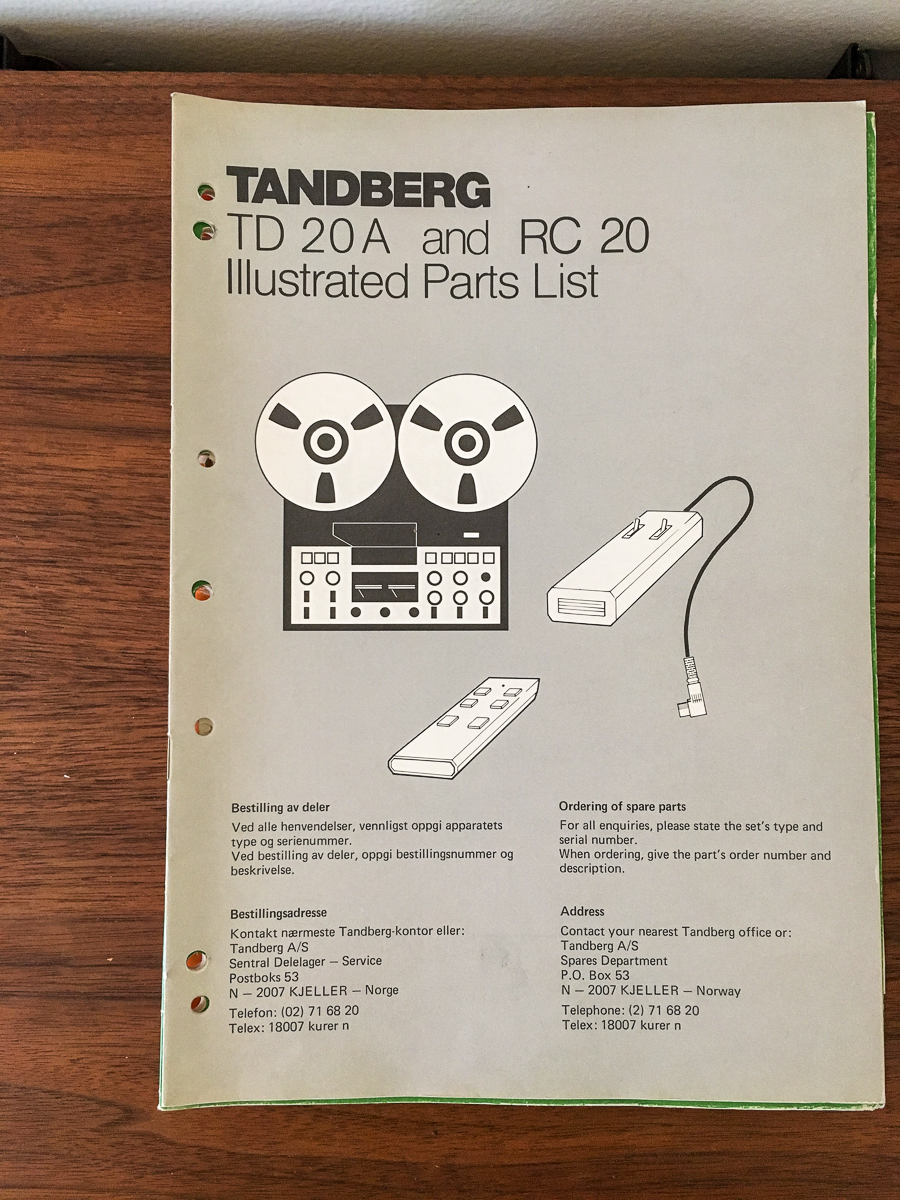 TANDBERG
TD 20A and RC 20
Illustrated Parts List
Bestilling av deler
Ved alle henvendelser, vennligst oppgi apparatets
type og serienummer.
Ved bestilling av deler, oppgi bestillingsnummer og
beskrivelse.
Ordering of spare parts
For all enquiries, please state the set's type and
serial number.
When ordering, give the part's order number and
description.
Bestillingsadresse
Kontakt nærmeste Tandberg-kontor eller:
Tandberg A/S
Sentral Delelager – Service
Postboks 53
N – 2007 KJELLER – Norge
Telefon: (02) 71 68 20
Telex: 18007 kurer n
Address
Contact your nearest Tandberg office or:
Tandberg A/S
Spares Department
P.O. Box 53
N – 2007 KJELLER – Norway
Telephone: (2) 71 68 20
Telex: 18007 kurer n